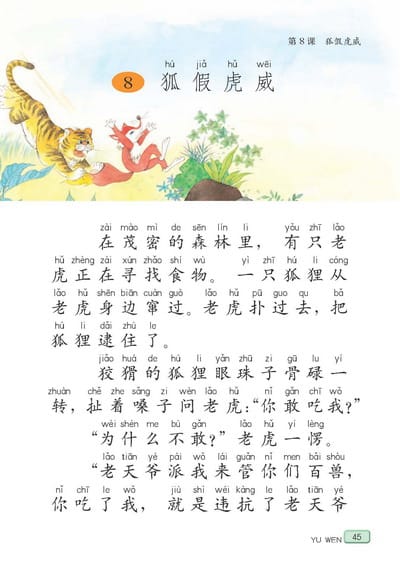 第8课 狐假虎威
hú jiǎ hǔ wēi
8 狐假虎威
zài mào mì de sēn lín li yǒu zhī lǎo
在茂密的森林里，有只老
hǔ zhèng zài xún zhǎo shí wù yì zhī hú li cóng
虎正在寻找食物。一只狐狸从
lǎo hǔ shēn biān cuàn guò lǎo hǔ pū guo qu bǎ
老虎身边窜过。老虎扑过去，把
hú li dǎi zhù le
狐狸逮住了。
jiǎo huá de hú li yǎn zhū zi gū lu yí
狡猾的狐狸眼珠子骨碌一
zhuàn chě zhe sǎng zi wèn lǎo hǔ nǐ gǎn chī wǒ
转，扯着嗓子问老虎：“你敢吃我？”
wèi shén me bù gǎn lǎo hǔ yí lèng
“为什么不敢？”老虎一愣。
lǎo tiān yé pài wǒ lái guǎn nǐ men bǎi shòu
“老天爷派我来管你们百兽，
nǐ chī le wǒ jiù shì wéi kàng le lǎo tiān yé
你吃了我，就是违抗了老天爷
YU WEN 45